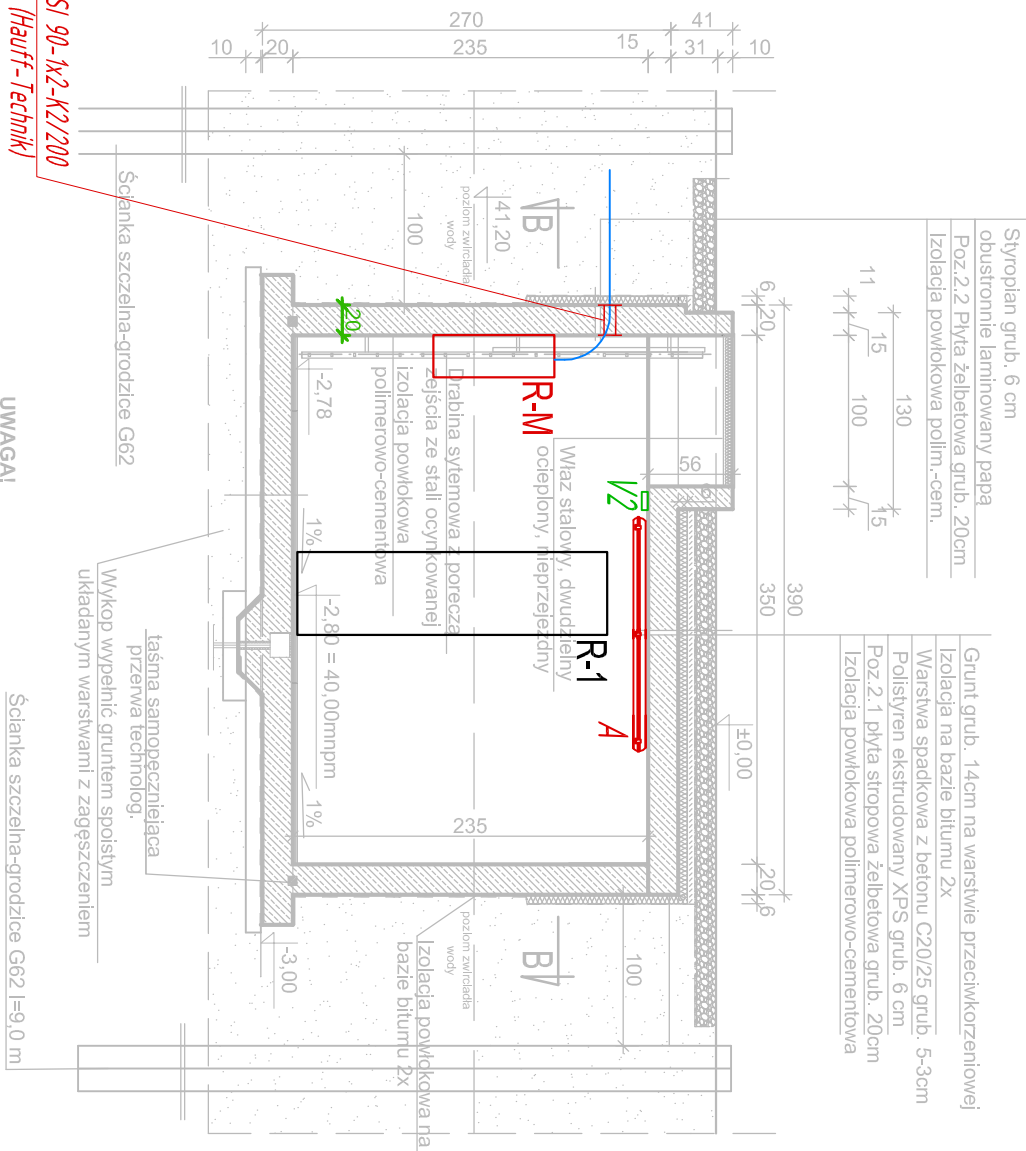 270
41
10
20
235
15
31
10
SI 90-1x2-K2/200
(Hauff-Technik)
Styropian grub. 6 cm
obustronnie laminowany papą
Poz.2.2 Płyta żelbetowa grub. 20cm
Izolacja powłokowa polim.-cem.
11
15
130
100
15
390
350
6
20
20
6
Grunt grub. 14cm na warstwie przeciwkorzeniowej
Izolacja na bazie bitumu 2x
Warstwa spadkowa z betonu C20/25 grub. 5-3cm
Polistyren ekstrudowany XPS grub. 6 cm
Poz.2.1 płyta stropowa żelbetowa grub. 20cm
Izolacja powłokowa polimerowo-cementowa
±0,00
Ścianka szczelna-grodzice G62
100
41,20
pozlom zwlrcladła
wody
B
20
-2,78
Drabina sytemowa z poręczą
zejścia ze stali ocynkowanej
izolacja powłokowa
polimerowo-cementowa
R-M
Właz stalowy, dwudzielny
ocieplony, nieprzejezdny
56
V2
A
R-1
1%
-2,80 = 40,00mnpm
1%
235
UWAGA!
Wykop wypełnić gruntem spoistym
układanym warstwami z zagęszczeniem
taśma samopęczniejąca
przerwa technolog.
-3,00
pozlom zwlrcladła
wody
B
100
Izolacja powłokowa na
bazie bitumu 2x
Ścianka szczelna-grodzice G62 l=9,0 m